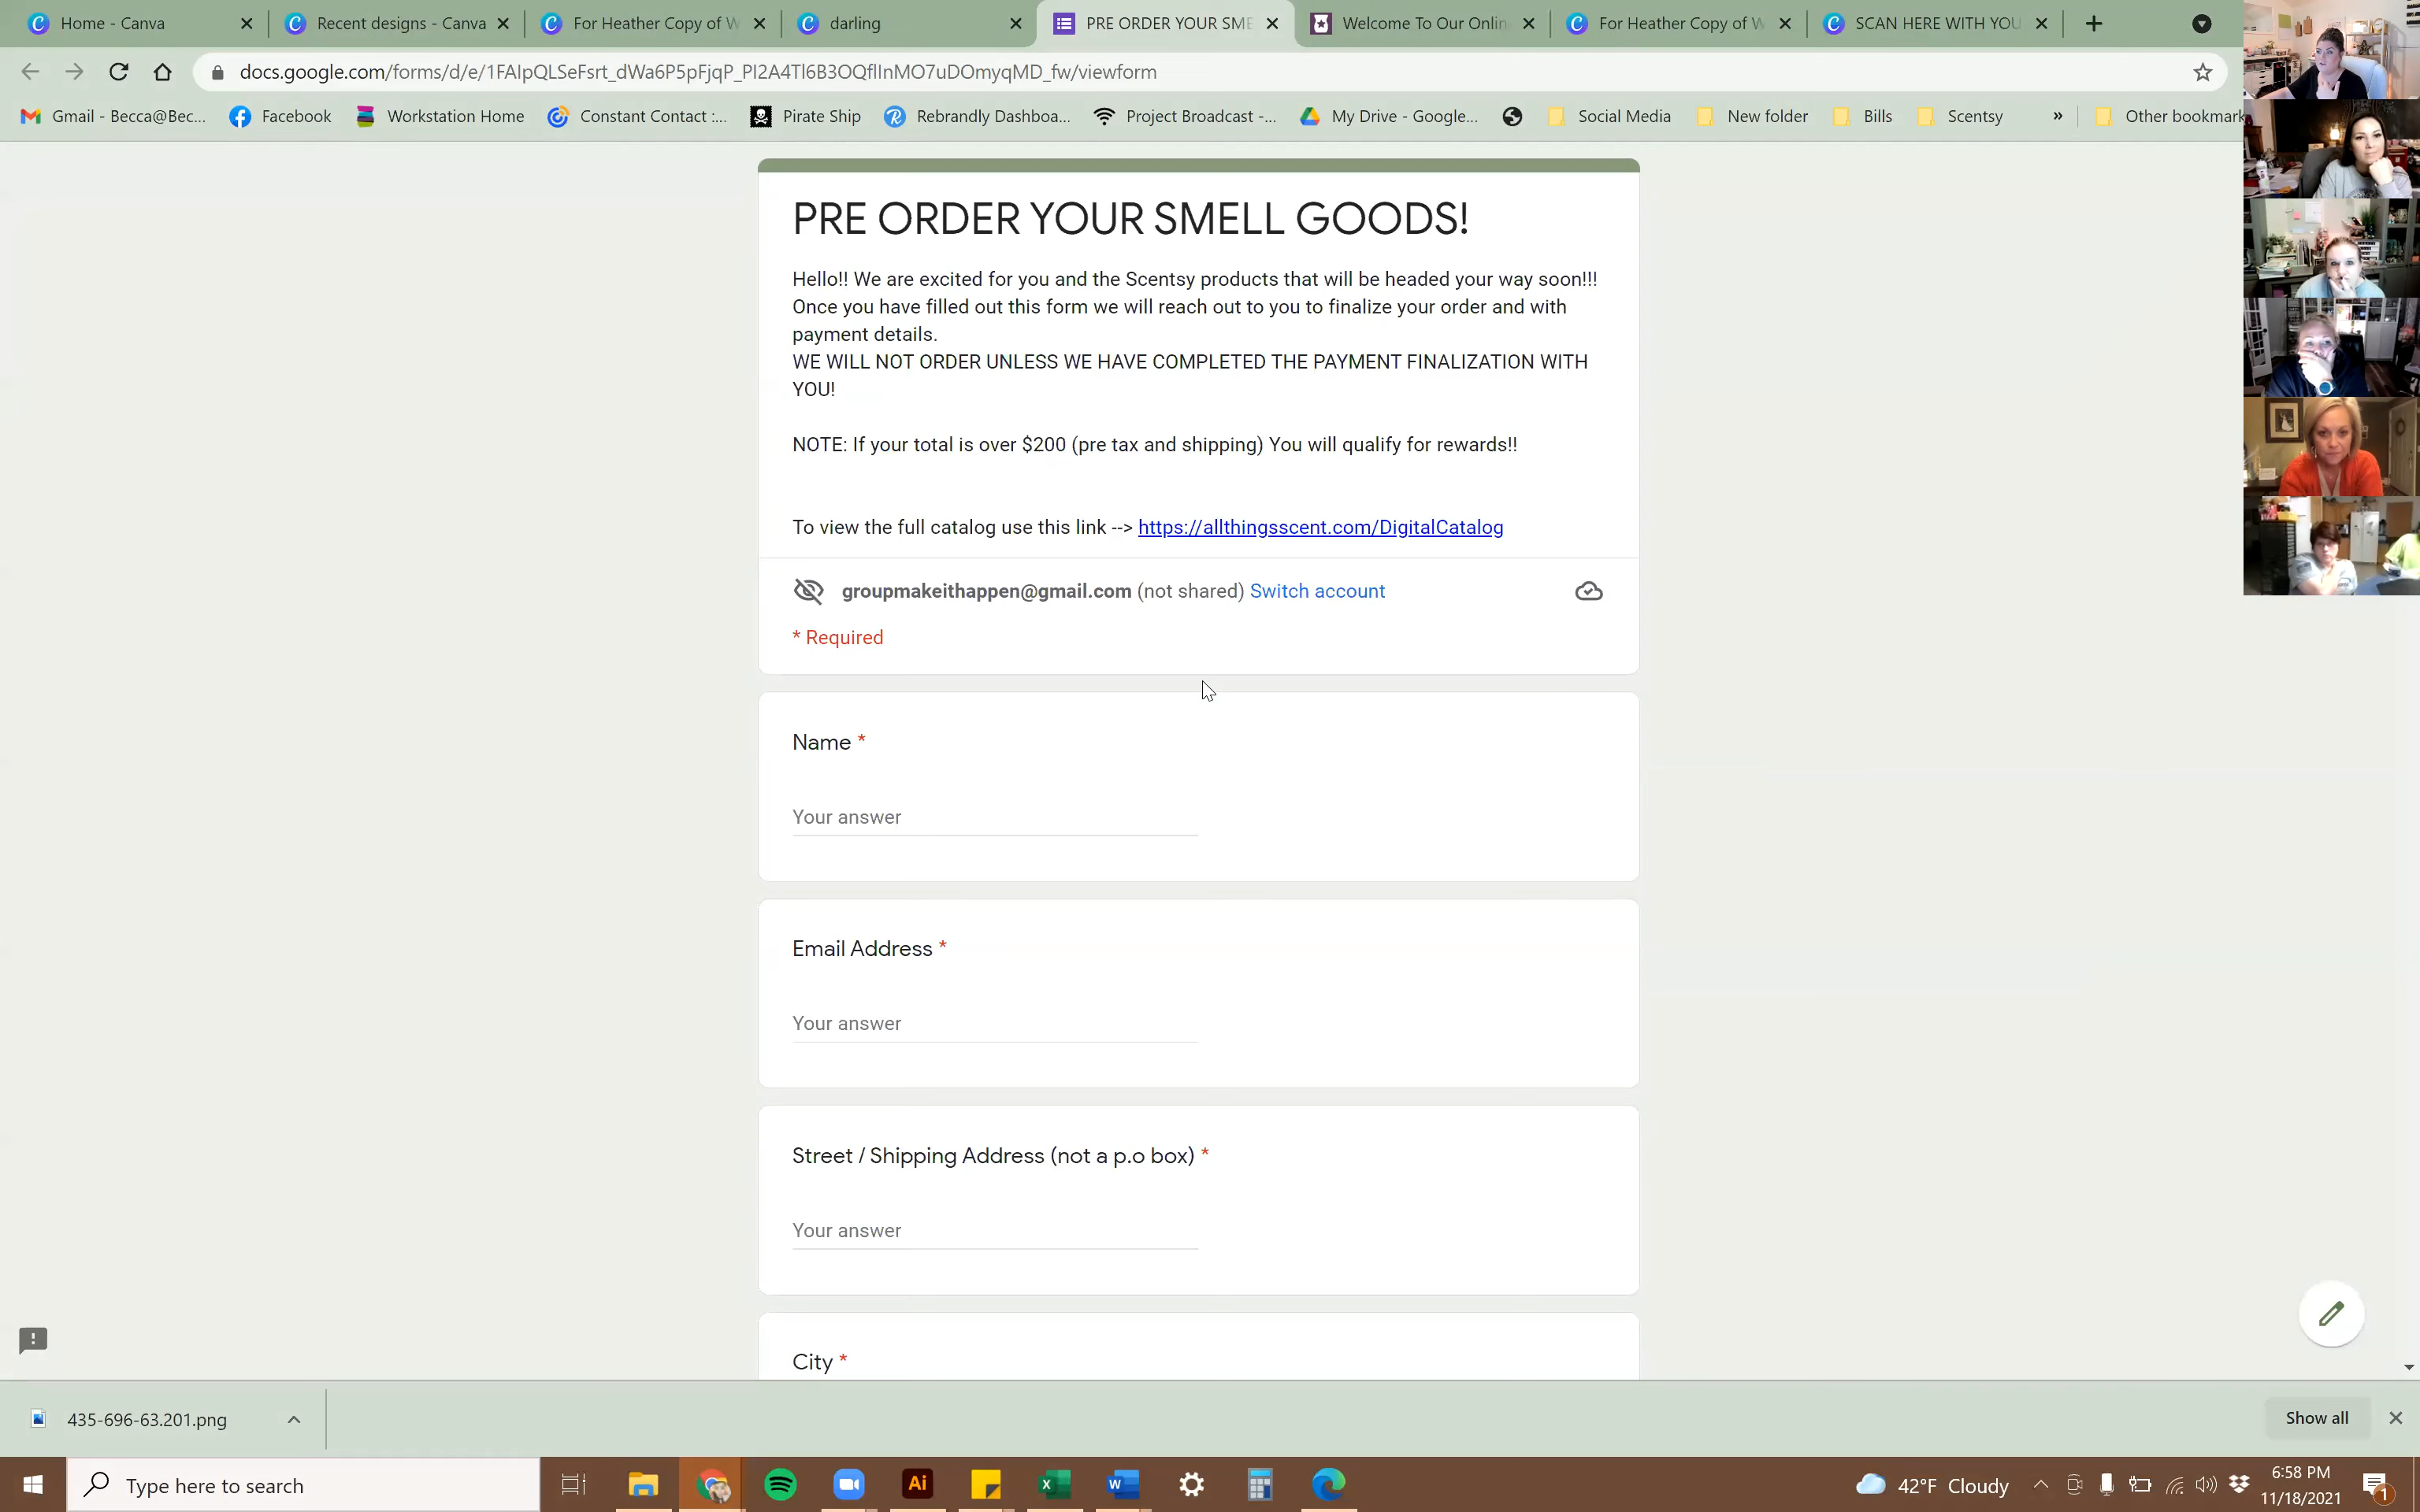 Home - Canva
Recent designs - Canva
For Heather Copy of W
darling
PRE ORDER YOUR SME
Welcome To Our Onlin
For Heather Copy of W
SCAN HERE WITH YOU
docs.google.com/forms/d/e/1FAIpQLSeFsrt_dWa6P5pFjqP_PI2A4Tl6B3OQflInMO7uDOmyqMD_fw/viewform
Gmail - Becca@Bec...
Facebook
Workstation Home
Constant Contact :...
Pirate Ship
Rebrandly Dashboa...
Project Broadcast -...
My Drive - Google...
Social Media
New folder
Bills
Scentsy
»
Other bookmark
PRE ORDER YOUR SMELL GOODS!
Hello!! We are excited for you and the Scentsy products that will be headed your way soon!!!
Once you have filled out this form we will reach out to you to finalize your order and with
payment details.
WE WILL NOT ORDER UNLESS WE HAVE COMPLETED THE PAYMENT FINALIZATION WITH
YOU!
NOTE: If your total is over $200 (pre tax and shipping) You will qualify for rewards!!
To view the full catalog use this link --> https://allthingsscent.com/DigitalCatalog
groupmakeithappen@gmail.com (not shared) Switch account
* Required
Name *
Your answer
Email Address *
Your answer
Street / Shipping Address (not a p.o box) *
Your answer
City *
435-696-63.201.png
Show all
Type here to search
Ai
42°F Cloudy
6:58 PM
11/18/2021
1